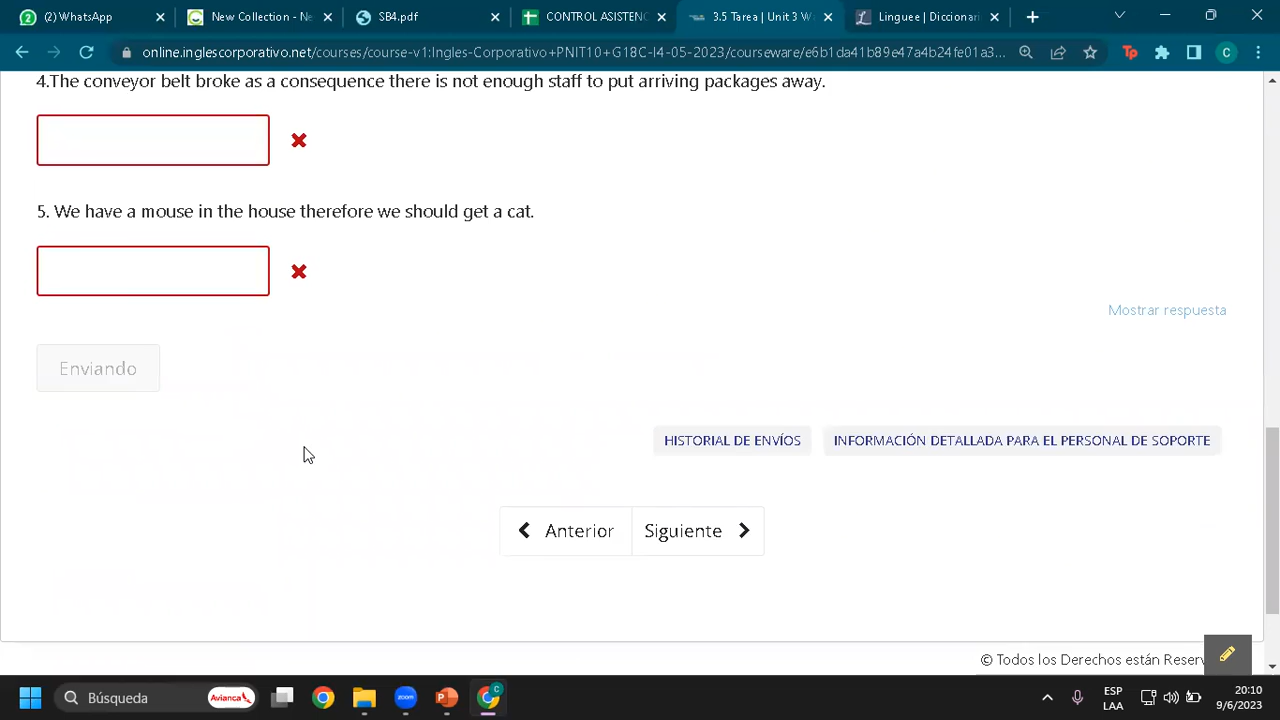 (2) WhatsApp
New Collection - Ne
SB4.pdf
CONTROL ASISTENC
3.5 Tarea | Unit 3 W
Linguee | Diccionari
online.inglescorporativo.net/courses/course-v1:Ingles-Corporativo+PNIT10+G18C-I4-05-2023/courseware/e6b1da41b89e47a4b24fe01a3...
Tp
C
4.The conveyor belt broke as a consequence there is not enough staff to put arriving packages away.
5. We have a mouse in the house therefore we should get a cat.
Mostrar respuesta
Enviando
HISTORIAL DE ENVÍOS
INFORMACIÓN DETALLADA PARA EL PERSONAL DE SOPORTE
Anterior
Siguiente
© Todos los Derechos están Reserv
Búsqueda
Avianca
zoom
ESP
LAA
20:10
9/6/2023